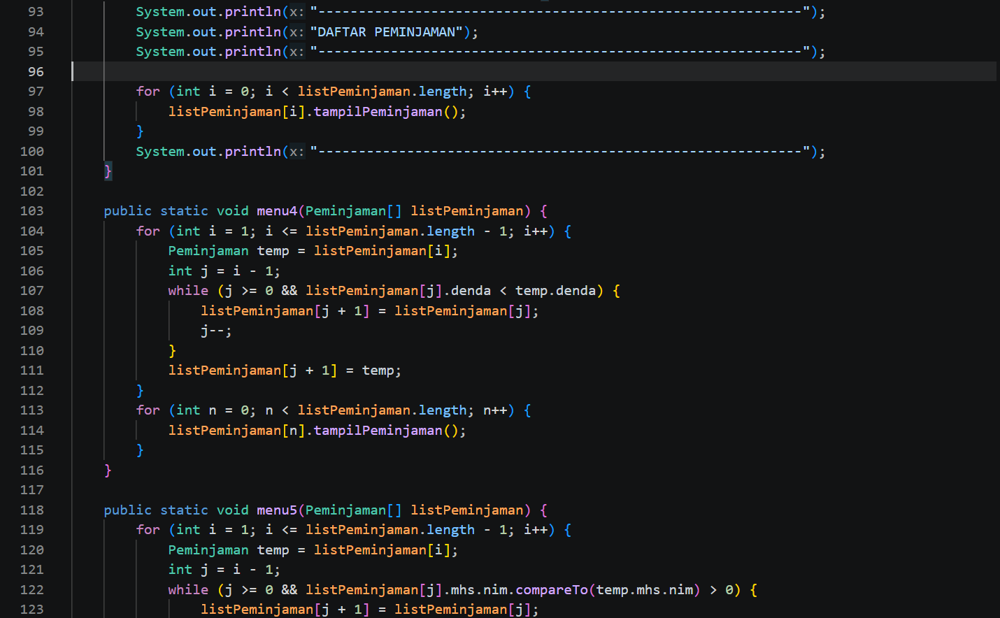 93 System.out.println(x: "------------------------------------------------------------");
94 System.out.println(x: "DAFTAR PEMINJAMAN");
95 System.out.println(x: "------------------------------------------------------------");
96
97 for (int i = 0; i < listPeminjaman.length; i++) {
98 listPeminjaman[i].tampilPeminjaman();
99 }
100 System.out.println(x: "------------------------------------------------------------");
101 }
102
103 public static void menu4(Peminjaman[] listPeminjaman) {
104 for (int i = 1; i <= listPeminjaman.length - 1; i++) {
105 Peminjaman temp = listPeminjaman[i];
106 int j = i - 1;
107 while (j >= 0 && listPeminjaman[j].denda < temp.denda) {
108 listPeminjaman[j + 1] = listPeminjaman[j];
109 j--;
110 }
111 listPeminjaman[j + 1] = temp;
112 }
113 for (int n = 0; n < listPeminjaman.length; n++) {
114 listPeminjaman[n].tampilPeminjaman();
115 }
116 }
117
118 public static void menu5(Peminjaman[] listPeminjaman) {
119 for (int i = 1; i <= listPeminjaman.length - 1; i++) {
120 Peminjaman temp = listPeminjaman[i];
121 int j = i - 1;
122 while (j >= 0 && listPeminjaman[j].mhs.nim.compareTo(temp.mhs.nim) > 0) {
123 listPeminjaman[j + 1] = listPeminjaman[j];